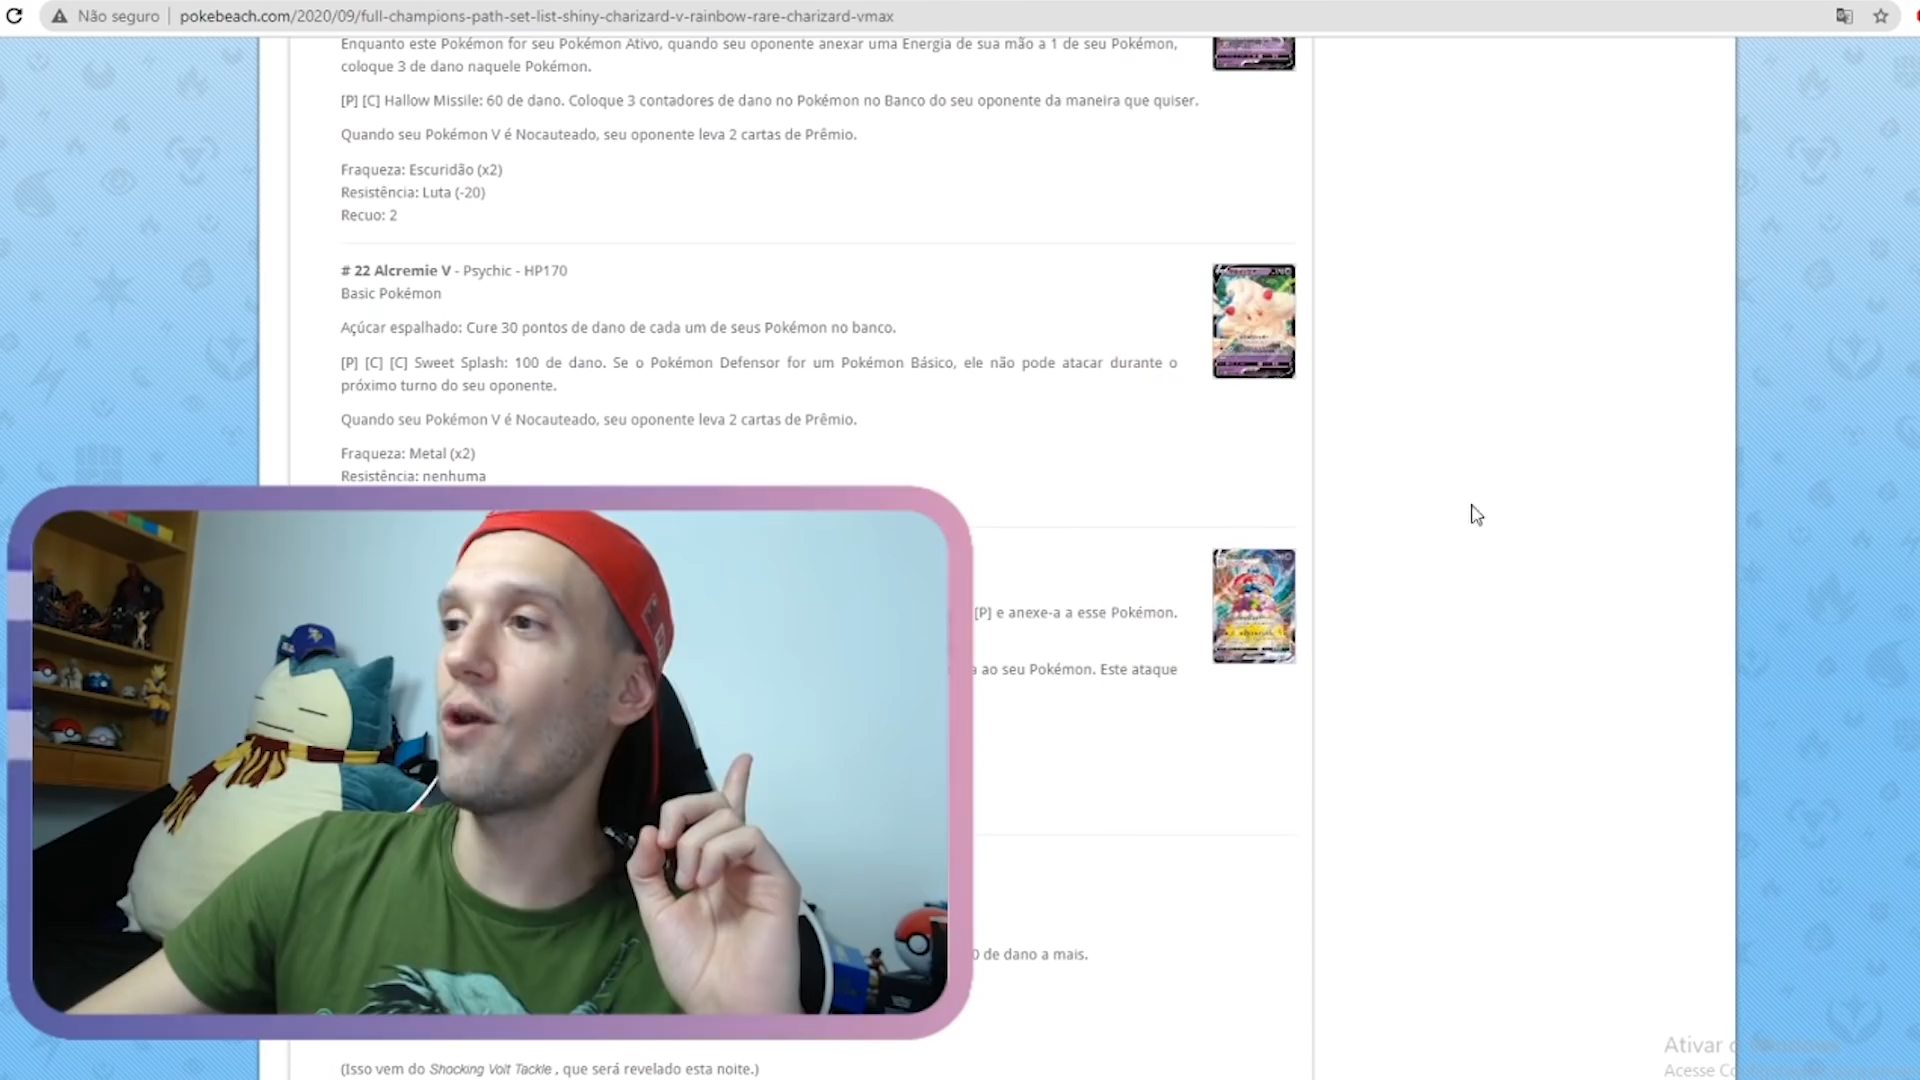 Não seguro
pokebeach.com/2020/09/full-champions-path-set-list-shiny-charizard-v-rainbow-rare-charizard-vmax
Enquanto este Pokémon for seu Pokémon Ativo, quando seu oponente anexar uma Energia de sua mão a 1 de seu Pokémon,
coloque 3 de dano naquele Pokémon.
[P] [C] Hallow Missile: 60 de dano. Coloque 3 contadores de dano no Pokémon no Banco do seu oponente da maneira que quiser.
Quando seu Pokémon V é Nocauteado, seu oponente leva 2 cartas de Prêmio.
Fraqueza: Escuridão (x2)
Resistência: Luta (-20)
Recuo: 2
# 22 Alcremie V - Psychic - HP170
Basic Pokémon
Açúcar espalhado: Cure 30 pontos de dano de cada um de seus Pokémon no banco.
[P] [C] [C] Sweet Splash: 100 de dano. Se o Pokémon Defensor for um Pokémon Básico, ele não pode atacar durante o
próximo turno do seu oponente.
Quando seu Pokémon V é Nocauteado, seu oponente leva 2 cartas de Prêmio.
Fraqueza: Metal (x2)
Resistência: nenhuma
[P] e anexe-a a esse Pokémon.
ao seu Pokémon. Este ataque
0 de dano a mais.
(Isso vem do Shocking Volt Tackle , que será revelado esta noite.)
Ativar
Acesse